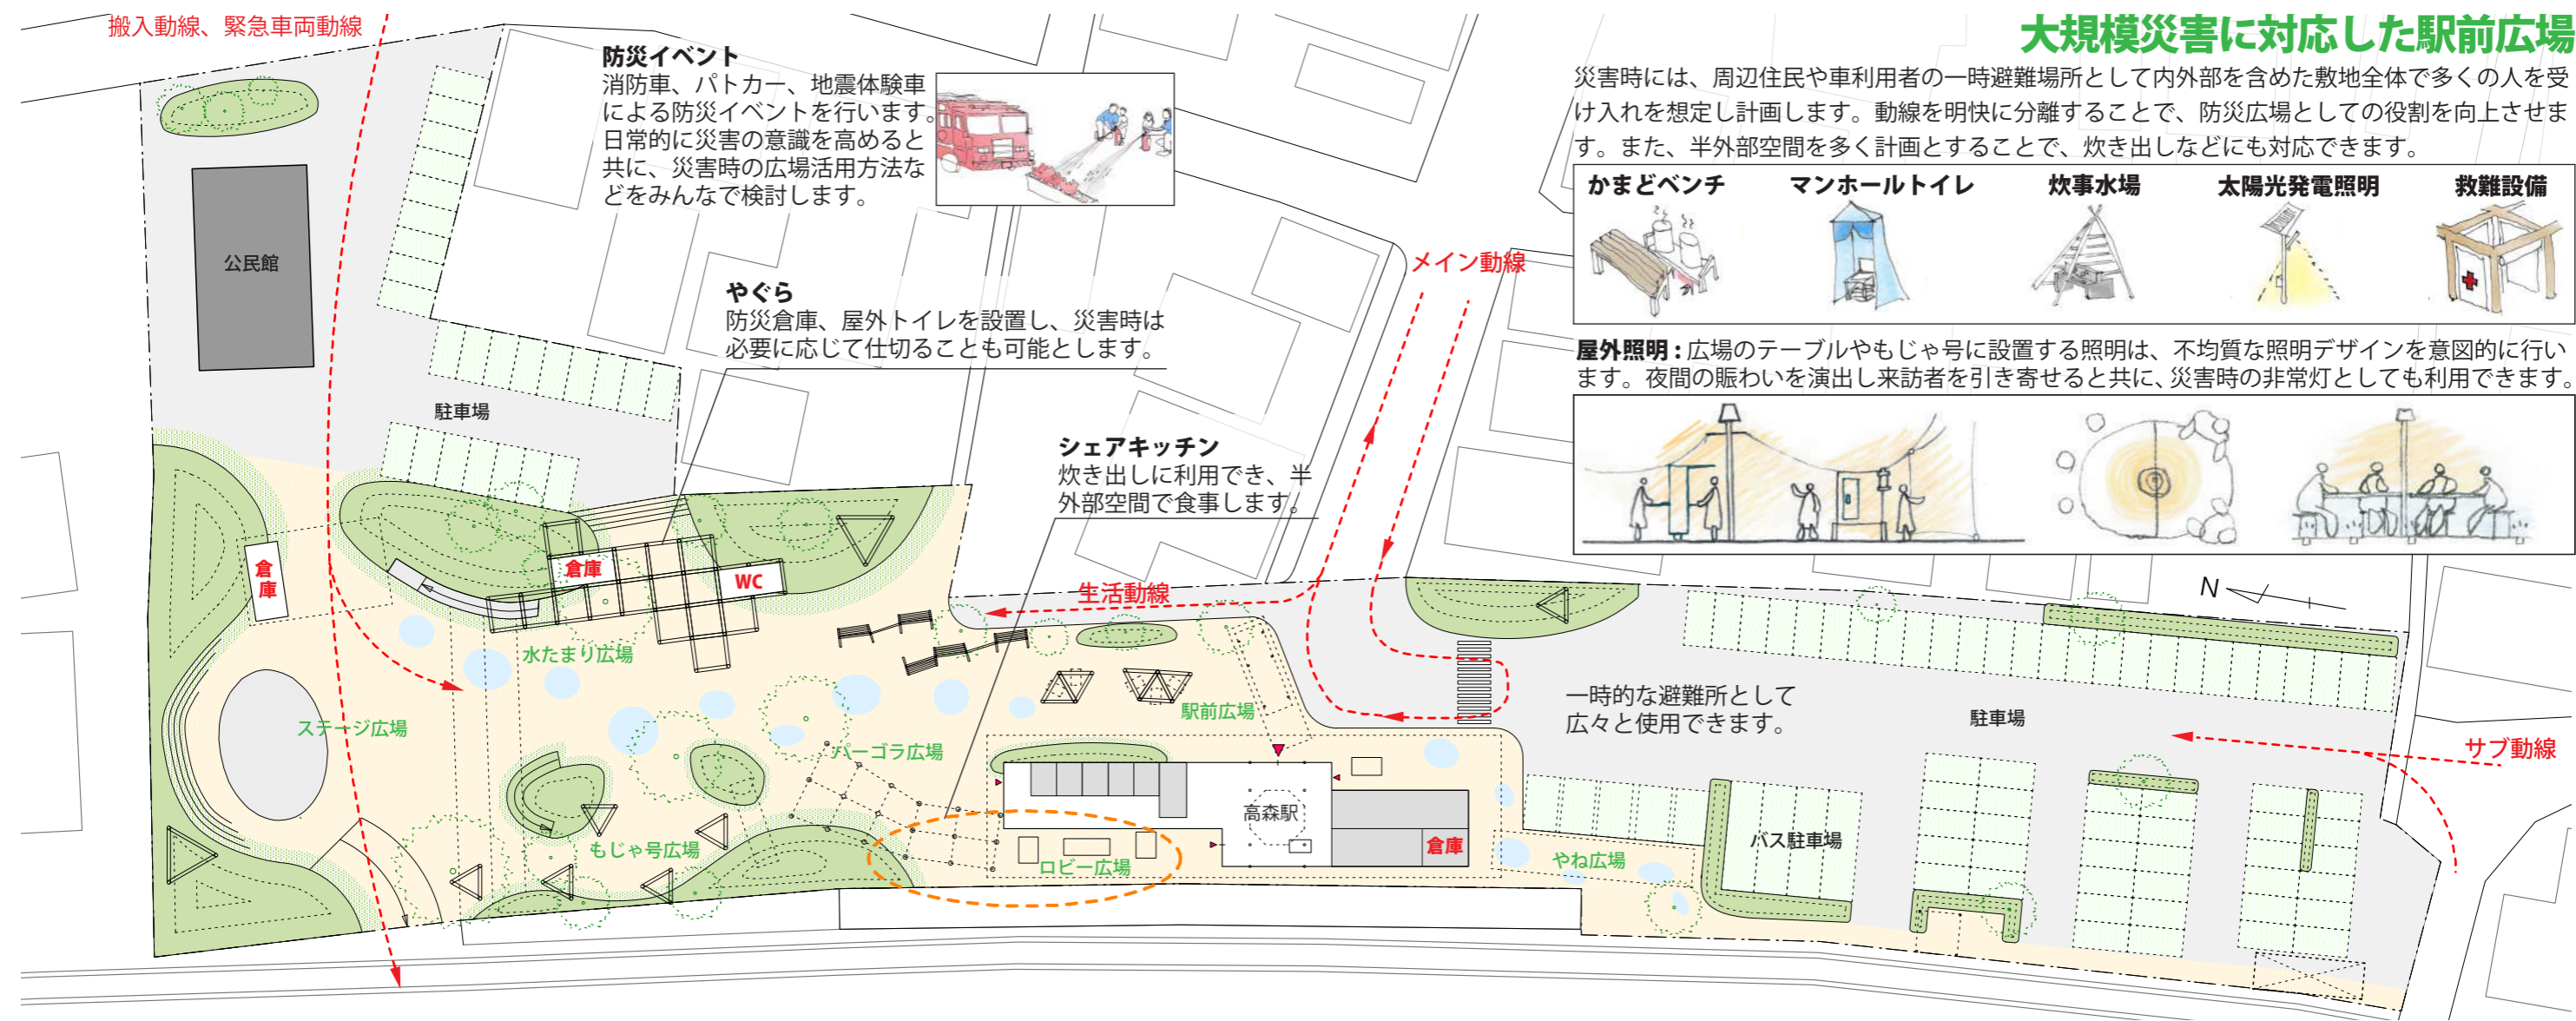 搬入動線、緊急車両動線
防災イベント
消防車、パトカー、地震体験車
による防災イベントを行います。
日常的に災害の意識を高めると
共に、災害時の広場活用方法な
どをみんなで検討します。
大規模災害に対応した駅前広場
災害時には、周辺住民や車利用者の一時避難場所として内外部を含めた敷地全体で多くの人を受
け入れを想定し計画します。動線を明快に分離することで、防災広場としての役割を向上させま
す。また、半外部空間を多く計画とすることで、炊き出しなどにも対応できます。
かまどベンチ
マンホールトイレ
炊事水場
太陽光発電照明
救難設備
屋外照明：広場のテーブルやもじゃ号に設置する照明は、不均質な照明デザインを意図的に行い
ます。夜間の賑わいを演出し来訪者を引き寄せると共に、災害時の非常灯としても利用できます。
公民館
メイン動線
やぐら
防災倉庫、屋外トイレを設置し、災害時は
必要に応じて仕切ることも可能とします。
駐車場
シェアキッチン
炊き出しに利用でき、半
外部空間で食事します。
倉庫
倉庫
WC
生活動線
N
水たまり広場
ステージ広場
駅前広場
パーゴラ広場
一時的な避難所として
広々と使用できます。
駐車場
サブ動線
高森駅
倉庫
もじゃ号広場
ロビー広場
やね広場
バス駐車場